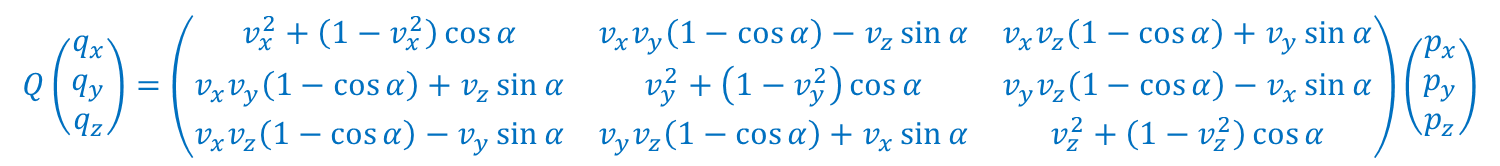 Q(q_x q_y q_z) = (v_x^2 + (1 − v_x^2) cos α   v_x v_y(1 − cos α) − v_z sin α   v_x v_z(1 − cos α) + v_y sin α
v_x v_y(1 − cos α) + v_z sin α   v_y^2 + (1 − v_y^2) cos α   v_y v_z(1 − cos α) − v_x sin α
v_x v_z(1 − cos α) − v_y sin α   v_y v_z(1 − cos α) + v_x sin α   v_z^2 + (1 − v_z^2) cos α) (p_x p_y p_z)